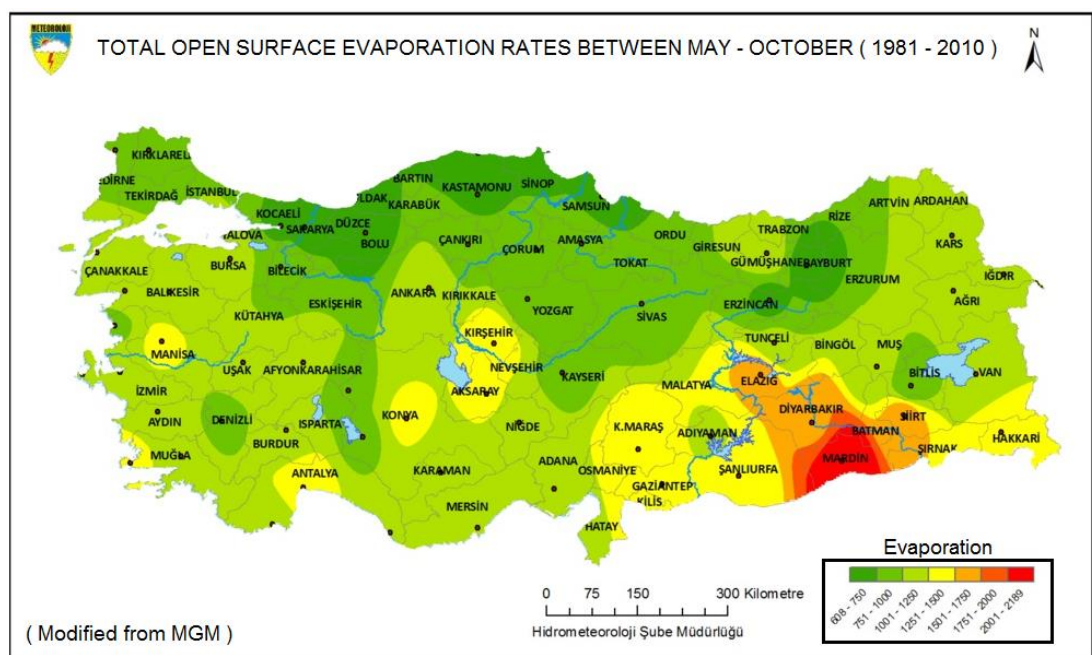 METEOROLOJİ
TOTAL OPEN SURFACE EVAPORATION RATES BETWEEN MAY - OCTOBER ( 1981 - 2010 )
N
KIRKLARELİ
EDİRNE
TEKİRDAĞ
İSTANBUL
BARTIN
KASTAMONU
SİNOP
ULDAK
KARABÜK
SAMSUN
KOCAELİ
SAKARYA
DÜZCE
BOLU
YALOVA
ÇANKIRI
ÇORUM
AMASYA
ORDU
GİRESUN
TRABZON
RİZE
ARTVİN
ARDAHAN
KARS
TOKAT
GÜMÜŞHANE
BAYBURT
ERZURUM
IĞDIR
AĞRI
ÇANAKKALE
BURSA
BİLECİK
BALIKESİR
ESKİŞEHİR
ANKARA
KIRIKKALE
YOZGAT
SİVAS
ERZİNCAN
KÜTAHYA
KIRŞEHİR
TUNCELİ
BİNGÖL
MUŞ
MANİSA
UŞAK
AFYONKARAHİSAR
NEVŞEHİR
KAYSERİ
MALATYA
ELAZIĞ
BİTLİS
VAN
İZMİR
AKSARAY
AYDIN
DENİZLİ
ISPARTA
KONYA
NİĞDE
DİYARBAKIR
SİİRT
BURDUR
K.MARAŞ
ADIYAMAN
BATMAN
HAKKARİ
MUĞLA
ANTALYA
KARAMAN
ADANA
OSMANİYE
ŞANLIURFA
MARDİN
ŞIRNAK
MERSİN
GAZİANTEP
KİLİS
HATAY
Evaporation
608 - 750
751 - 1000
1001 - 1250
1251 - 1500
1501 - 1750
1751 - 2000
2001 - 2189
0 75 150 300 Kilometre
Hidrometeoroloji Şube Müdürlüğü
( Modified from MGM )